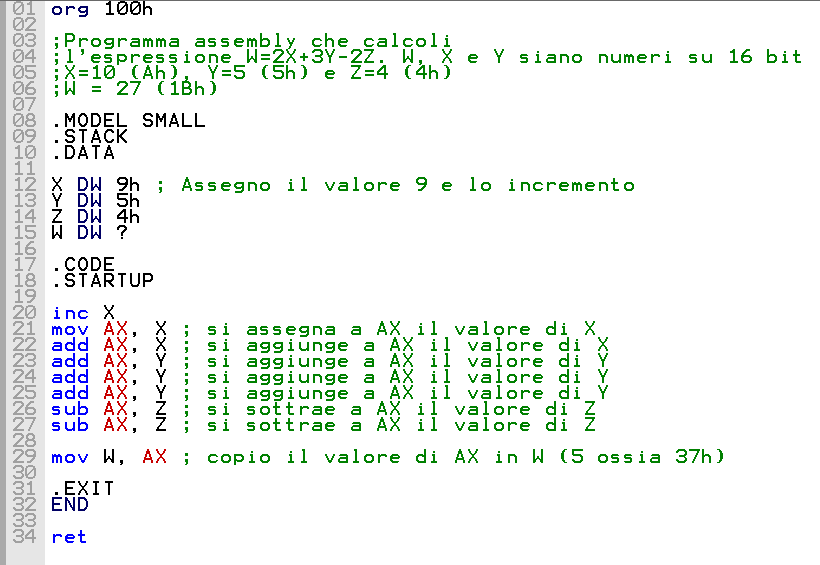 01 org 100h
02
03 ;Programma assembly che calcoli
04 ;l'espressione W=2X+3Y-2Z. W, X e Y siano numeri su 16 bit
05 ;X=10 (Ah), Y=5 (5h) e Z=4 (4h)
06 ;W = 27 (1Bh)
07
08 .MODEL SMALL
09 .STACK
10 .DATA
11
12 X DW 9h ; Assegno il valore 9 e lo incremento
13 Y DW 5h
14 Z DW 4h
15 W DW ?
16
17 .CODE
18 .STARTUP
19
20 inc X
21 mov AX, X ; si assegna a AX il valore di X
22 add AX, X ; si aggiunge a AX il valore di X
23 add AX, Y ; si aggiunge a AX il valore di Y
24 add AX, Y ; si aggiunge a AX il valore di Y
25 add AX, Y ; si aggiunge a AX il valore di Y
26 sub AX, Z ; si sottrae a AX il valore di Z
27 sub AX, Z ; si sottrae a AX il valore di Z
28
29 mov W, AX ; copio il valore di AX in W (5 ossia 37h)
30
31 .EXIT
32 END
33
34 ret